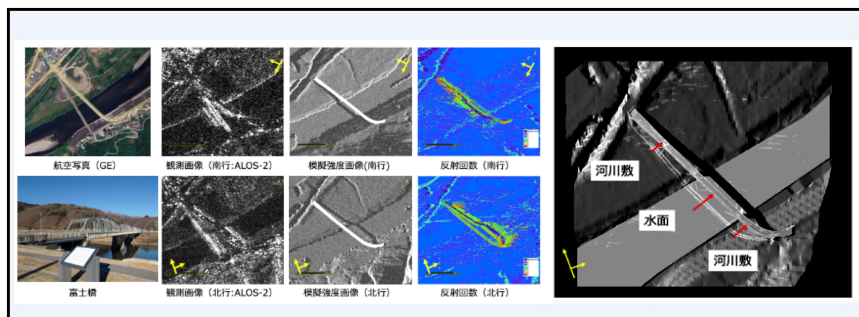 航空写真（GE）
観測画像（南行:ALOS-2）
模擬強度画像(南行)
反射回数（南行）
富士橋
観測画像（北行:ALOS-2）
模擬強度画像（北行）
反射回数（北行）
河川敷
水面
河川敷